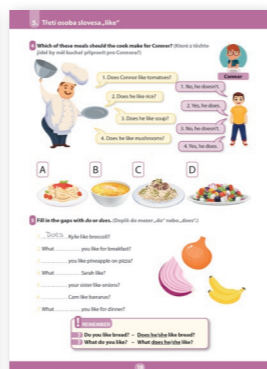 5. Třetí osoba slovesa „like“
4 Which of these meals should the cook make for Connor? (Které z těchto
jídel by měl kuchař připravit pro Connora?)
Connor
1. Does Connor like tomatoes?
1. No, he doesn't.
2. Does he like rice?
2. Yes, he does.
3. Does he like soup?
3. No, he doesn't.
4. Does he like mushrooms?
4. Yes, he does.
A B C D
Fill in the gaps with do or does. (Doplň do mezer „do“ nebo „does“.)
Does Kyle like broccoli?
What you like for breakfast?
you like pineapple on pizza?
What Sarah like?
your sister like onions?
Cam like bananas?
What you like for dinner?
! REMEMBER
Do you like bread? – Does he/she like bread?
What do you like? – What does he/she like?